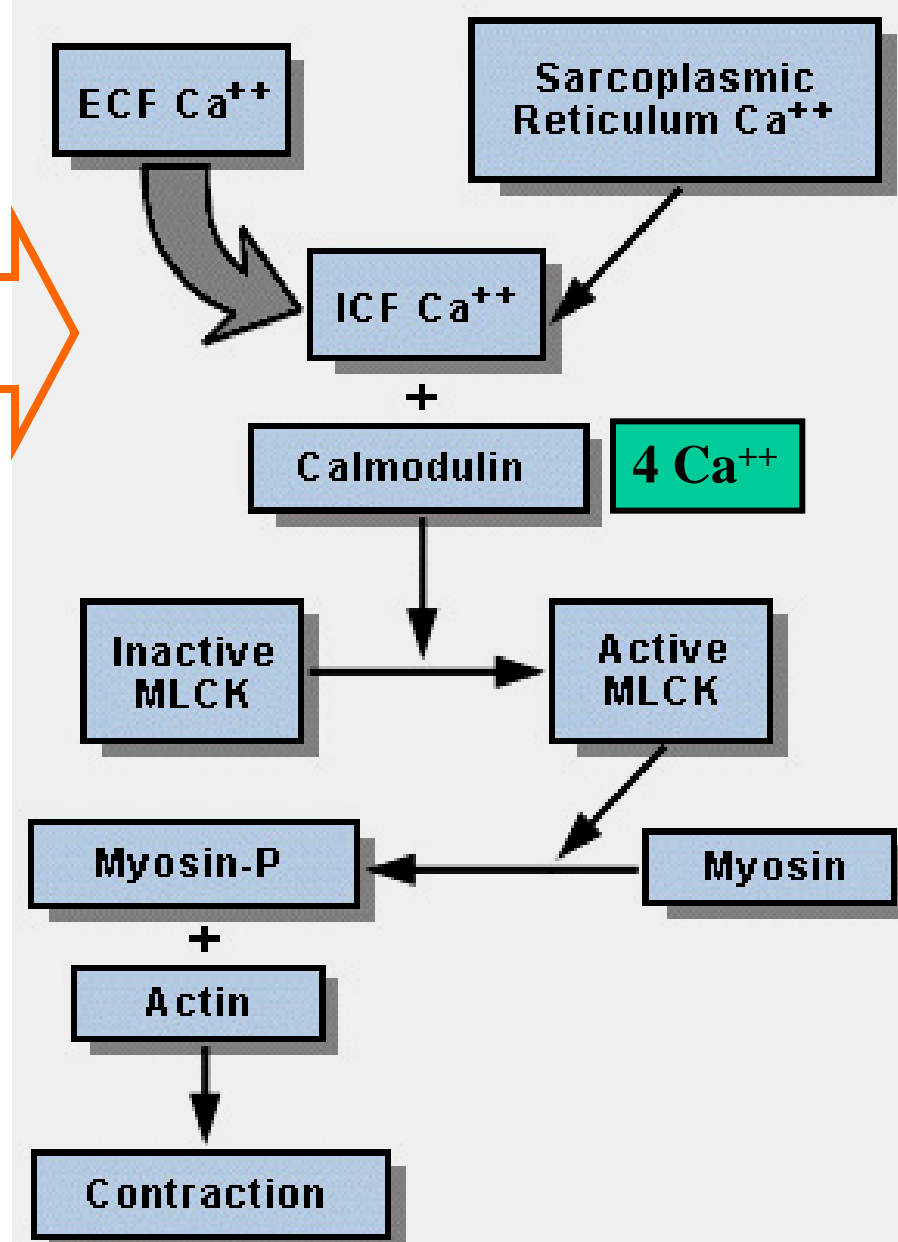 ECF Ca⁺⁺
Sarcoplasmic
Reticulum Ca⁺⁺
ICF Ca⁺⁺
+
Calmodulin
4 Ca⁺⁺
Inactive
MLCK
Active
MLCK
Myosin-P
Myosin
+
Actin
Contraction